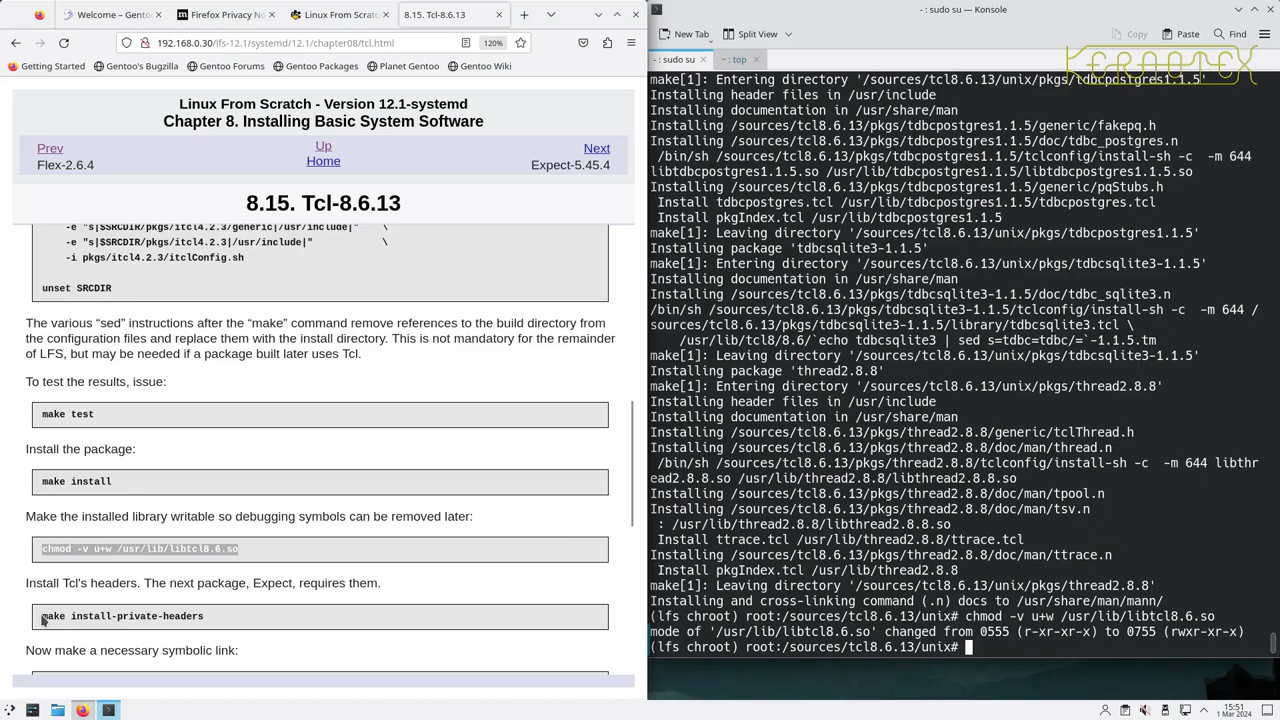 Welcome – Gento
Firefox Privacy No
Linux From Scratc
8.15. Tcl-8.6.13
192.168.0.30/lfs-12.1/systemd/12.1/chapter08/tcl.html
120%
Getting Started
Gentoo's Bugzilla
Gentoo Forums
Gentoo Packages
Planet Gentoo
Gentoo Wiki
Linux From Scratch - Version 12.1-systemd
Chapter 8. Installing Basic System Software
Prev
Up
Next
Flex-2.6.4
Home
Expect-5.45.4
8.15. Tcl-8.6.13
-e "s|$SRCDIR/pkgs/itcl4.2.3/generic|/usr/include|" \
-e "s|$SRCDIR/pkgs/itcl4.2.3|/usr/include|" \
-i pkgs/itcl4.2.3/itclConfig.sh
unset SRCDIR
The various “sed” instructions after the “make” command remove references to the build directory from
the configuration files and replace them with the install directory. This is not mandatory for the remainder
of LFS, but may be needed if a package built later uses Tcl.
To test the results, issue:
make test
Install the package:
make install
Make the installed library writable so debugging symbols can be removed later:
chmod -v u+w /usr/lib/libtcl8.6.so
Install Tcl's headers. The next package, Expect, requires them.
make install-private-headers
Now make a necessary symbolic link:
- : sudo su — Konsole
New Tab
Split View
Copy
Paste
Find
- : sudo su
~ : top
KERNOTEX
make[1]: Entering directory '/sources/tcl8.6.13/unix/pkgs/tdbcpostgres1.1.5'
Installing header files in /usr/include
Installing documentation in /usr/share/man
Installing /sources/tcl8.6.13/pkgs/tdbcpostgres1.1.5/generic/fakepq.h
Installing /sources/tcl8.6.13/pkgs/tdbcpostgres1.1.5/doc/tdbc_postgres.n
/bin/sh /sources/tcl8.6.13/pkgs/tdbcpostgres1.1.5/tclconfig/install-sh -c  -m 644
libtdbcpostgres1.1.5.so /usr/lib/tdbcpostgres1.1.5/libtdbcpostgres1.1.5.so
Installing /sources/tcl8.6.13/pkgs/tdbcpostgres1.1.5/generic/pqStubs.h
Install tdbcpostgres.tcl /usr/lib/tdbcpostgres1.1.5/tdbcpostgres.tcl
Install pkgIndex.tcl /usr/lib/tdbcpostgres1.1.5
make[1]: Leaving directory '/sources/tcl8.6.13/unix/pkgs/tdbcpostgres1.1.5'
Installing package 'tdbcsqlite3-1.1.5'
make[1]: Entering directory '/sources/tcl8.6.13/unix/pkgs/tdbcsqlite3-1.1.5'
Installing documentation in /usr/share/man
Installing /sources/tcl8.6.13/pkgs/tdbcsqlite3-1.1.5/doc/tdbc_sqlite3.n
/bin/sh /sources/tcl8.6.13/pkgs/tdbcsqlite3-1.1.5/tclconfig/install-sh -c  -m 644 /
sources/tcl8.6.13/pkgs/tdbcsqlite3-1.1.5/library/tdbcsqlite3.tcl \
/usr/lib/tcl8/8.6/`echo tdbcsqlite3 | sed s=tdbc=tdbc/=`-1.1.5.tm
make[1]: Leaving directory '/sources/tcl8.6.13/unix/pkgs/tdbcsqlite3-1.1.5'
Installing package 'thread2.8.8'
make[1]: Entering directory '/sources/tcl8.6.13/unix/pkgs/thread2.8.8'
Installing header files in /usr/include
Installing documentation in /usr/share/man
Installing /sources/tcl8.6.13/pkgs/thread2.8.8/generic/tclThread.h
Installing /sources/tcl8.6.13/pkgs/thread2.8.8/doc/man/thread.n
/bin/sh /sources/tcl8.6.13/pkgs/thread2.8.8/tclconfig/install-sh -c  -m 644 libthr
ead2.8.8.so /usr/lib/thread2.8.8/libthread2.8.8.so
Installing /sources/tcl8.6.13/pkgs/thread2.8.8/doc/man/tpool.n
Installing /sources/tcl8.6.13/pkgs/thread2.8.8/doc/man/tsv.n
: /usr/lib/thread2.8.8/libthread2.8.8.so
Install ttrace.tcl /usr/lib/thread2.8.8/ttrace.tcl
Installing /sources/tcl8.6.13/pkgs/thread2.8.8/doc/man/ttrace.n
Install pkgIndex.tcl /usr/lib/thread2.8.8
make[1]: Leaving directory '/sources/tcl8.6.13/unix/pkgs/thread2.8.8'
Installing and cross-linking command (.n) docs to /usr/share/man/mann/
(lfs chroot) root:/sources/tcl8.6.13/unix# chmod -v u+w /usr/lib/libtcl8.6.so
mode of '/usr/lib/libtcl8.6.so' changed from 0555 (r-xr-xr-x) to 0755 (rwxr-xr-x)
(lfs chroot) root:/sources/tcl8.6.13/unix#
15:51
1 Mar 2024